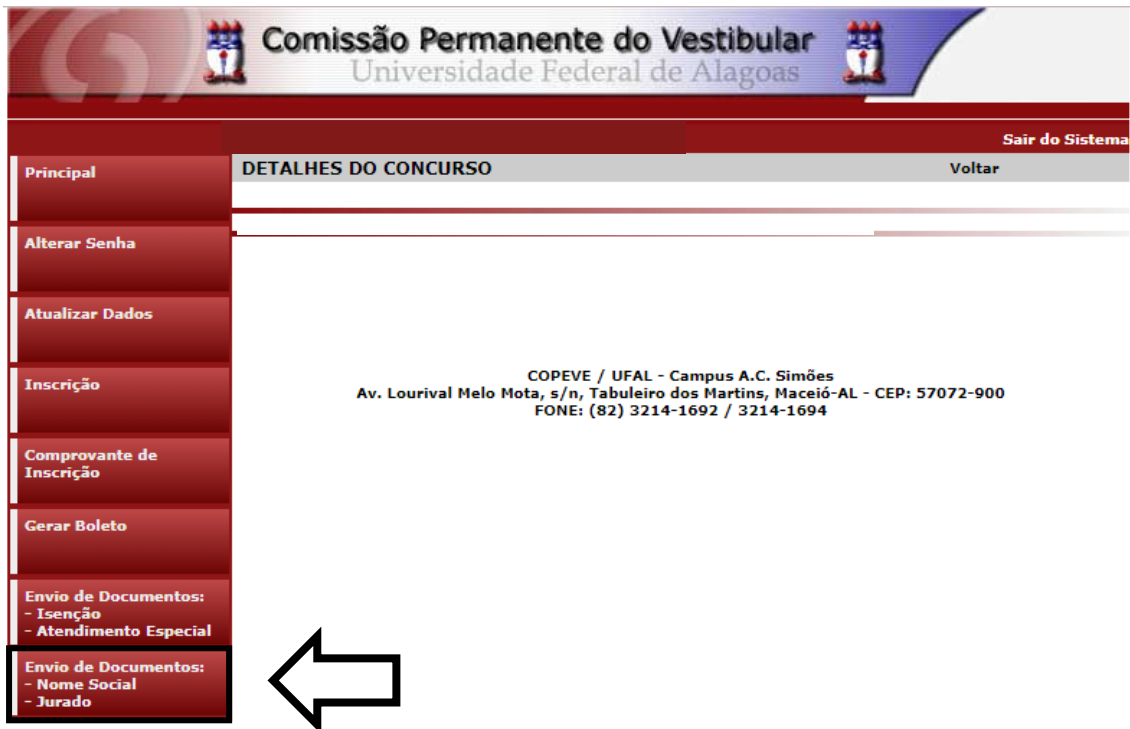 Comissão Permanente do Vestibular
Universidade Federal de Alagoas
Sair do Sistema
DETALHES DO CONCURSO
Voltar
Principal
Alterar Senha
Atualizar Dados
Inscrição
Comprovante de
Inscrição
Gerar Boleto
Envio de Documentos:
- Isenção
- Atendimento Especial
Envio de Documentos:
- Nome Social
- Jurado
COPEVE / UFAL - Campus A.C. Simões
Av. Lourival Melo Mota, s/n, Tabuleiro dos Martins, Maceió-AL - CEP: 57072-900
FONE: (82) 3214-1692 / 3214-1694